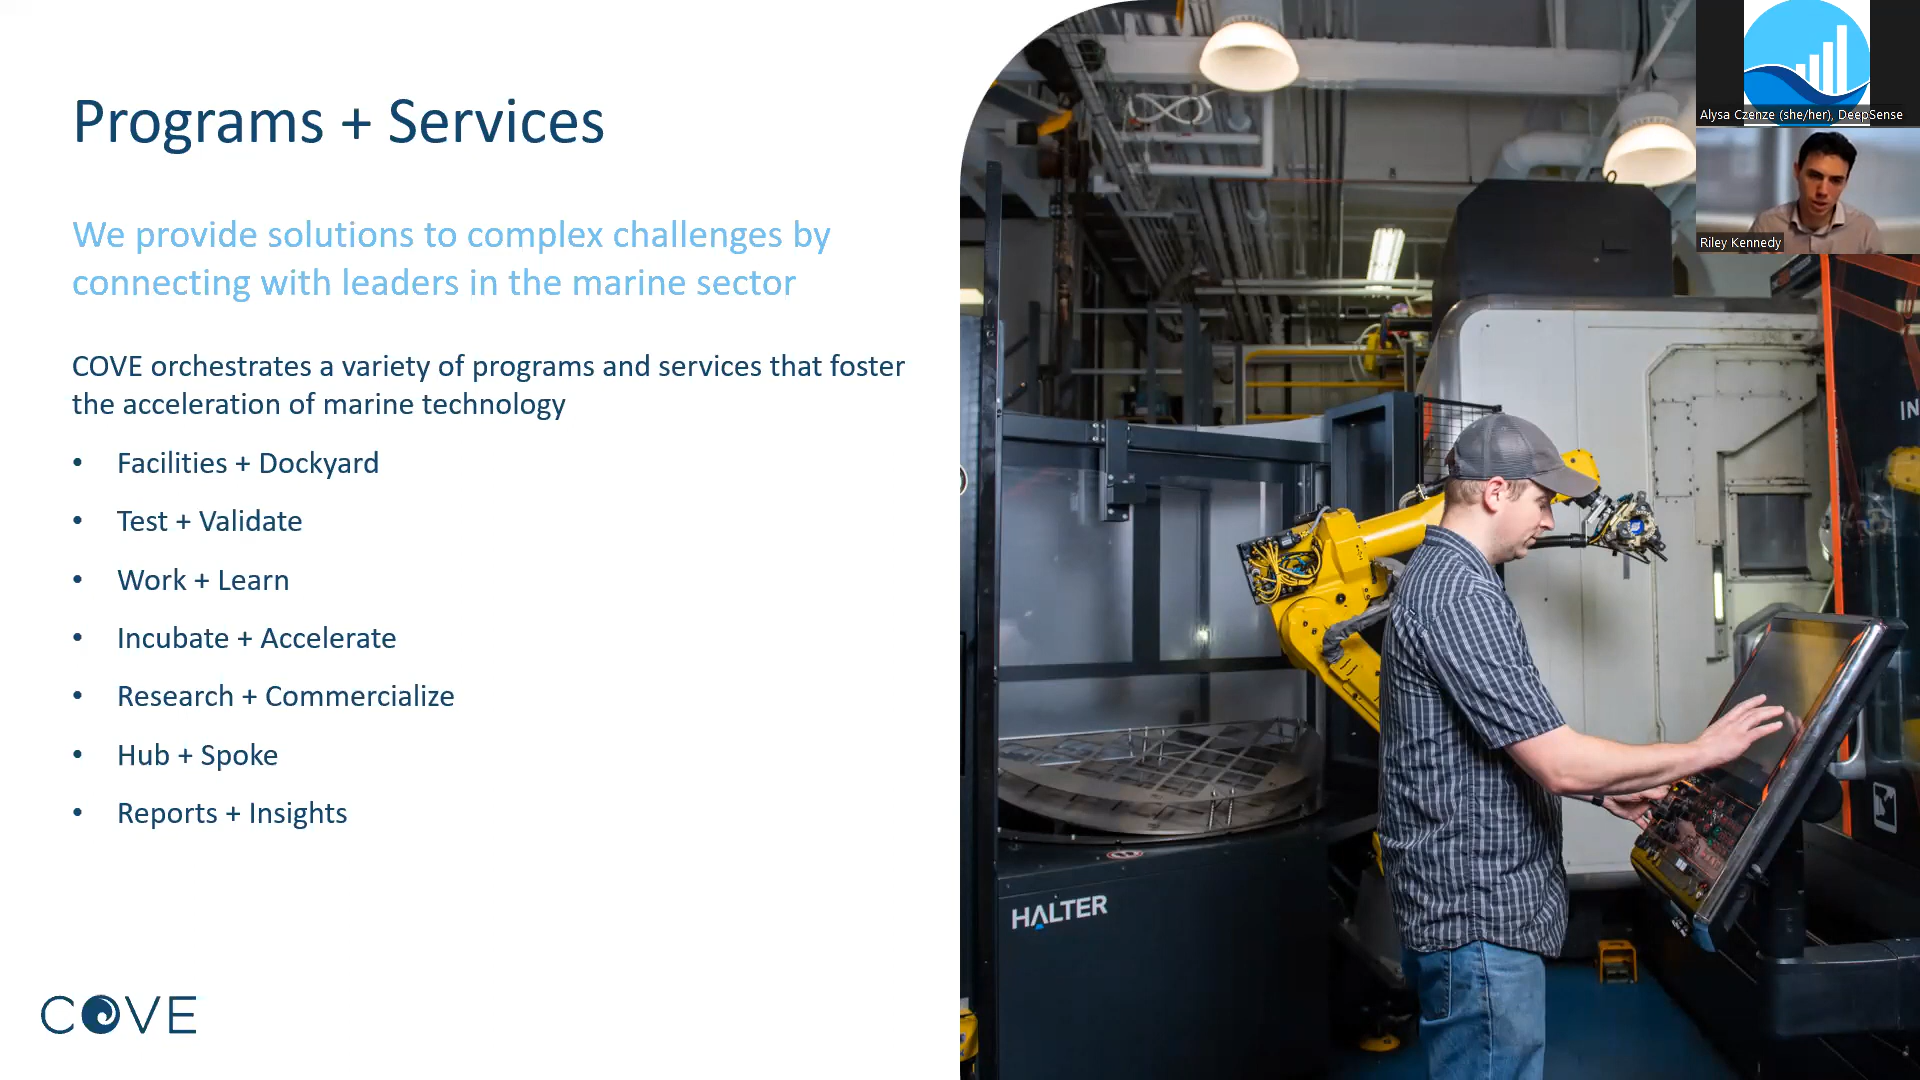 Programs + Services
We provide solutions to complex challenges by
connecting with leaders in the marine sector
COVE orchestrates a variety of programs and services that foster
the acceleration of marine technology
• Facilities + Dockyard
• Test + Validate
• Work + Learn
• Incubate + Accelerate
• Research + Commercialize
• Hub + Spoke
• Reports + Insights
COVE
HALTER
IN
Alysa Czenze (she/her), DeepSense
Riley Kennedy